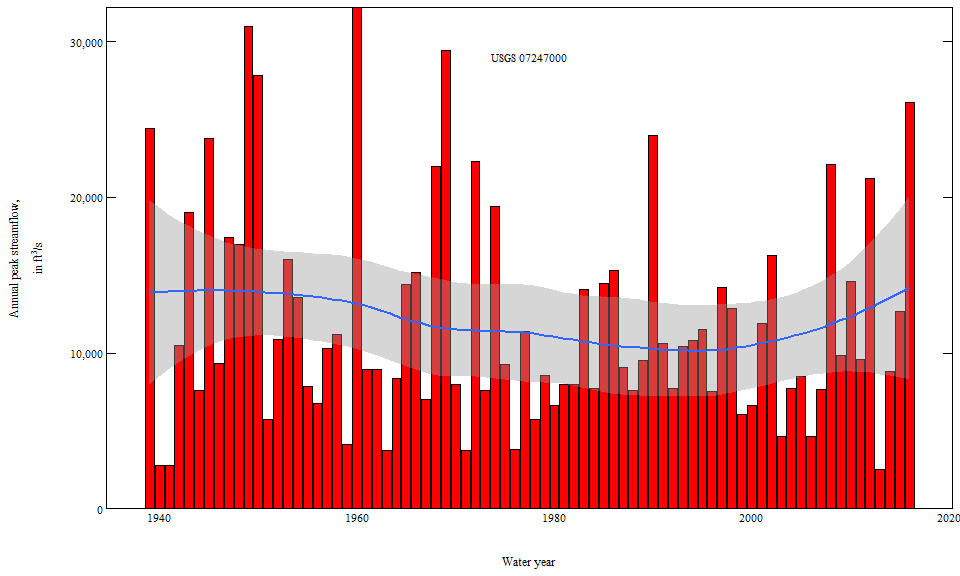 30,000
USGS 07247000
20,000
Annual peak streamflow,
in ft³/s
10,000
0
1940 1960 1980 2000 2020
Water year